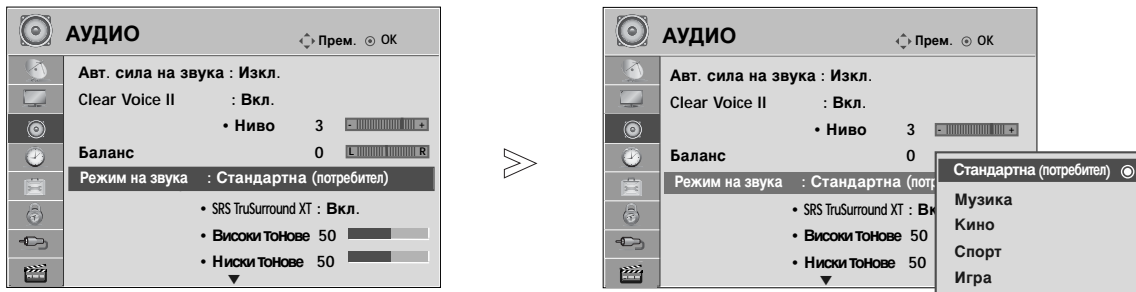 АУДИО Прем. OK
Авт. сила на звука : Изкл.
Clear Voice II : Вкл.
• Ниво 3 - +
Баланс 0 L R
Режим на звука : Стандартна (потребител)
• SRS TruSurround XT : Вкл.
• Високи тоНове 50
• Ниски тоНове 50
АУДИО Прем. OK
Авт. сила на звука : Изкл.
Clear Voice II : Вкл.
• Ниво 3 - +
Баланс 0
Режим на звука : Стандартна (потр
• SRS TruSurround XT : Вк
• Високи тоНове 50
• Ниски тоНове 50
Стандартна (потребител)
Музика
Кино
Спорт
Игра